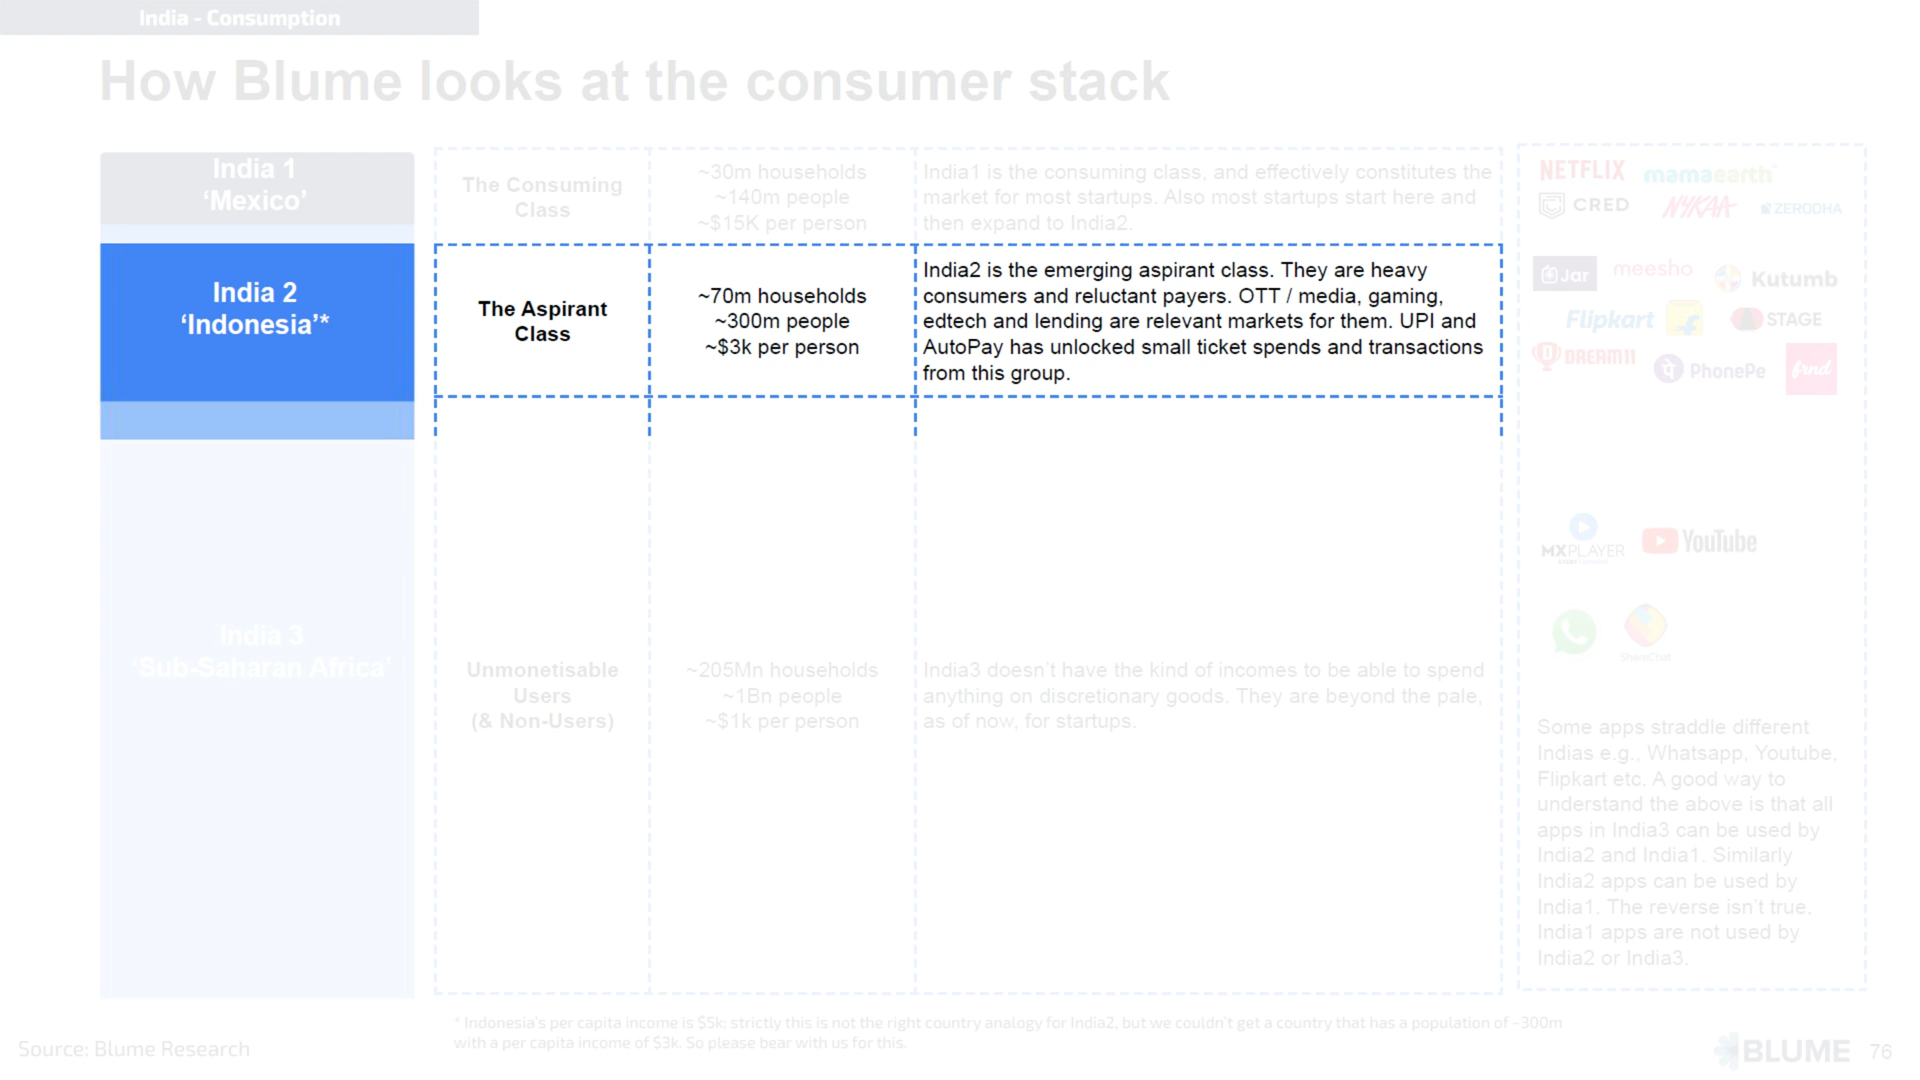 India - Consumption
How Blume looks at the consumer stack
India 1
‘Mexico’
The Consuming
Class
~30m households
~140m people
~$15K per person
India1 is the consuming class, and effectively constitutes the
market for most startups. Also most startups start here and
then expand to India2.
NETFLIX mamaearth
CRED NYKAA ZERODHA
India 2
‘Indonesia’*
The Aspirant
Class
~70m households
~300m people
~$3k per person
India2 is the emerging aspirant class. They are heavy
consumers and reluctant payers. OTT / media, gaming,
edtech and lending are relevant markets for them. UPI and
AutoPay has unlocked small ticket spends and transactions
from this group.
Jar meesho Kutumb
Flipkart STAGE
DREAM11 PhonePe frnd
India 3
‘Sub-Saharan Africa’
Unmonetisable
Users
(& Non-Users)
~205Mn households
~1Bn people
~$1k per person
India3 doesn’t have the kind of incomes to be able to spend
anything on discretionary goods. They are beyond the pale,
as of now, for startups.
MXPLAYER YouTube
ShareChat
Some apps straddle different
Indias e.g., Whatsapp, Youtube,
Flipkart etc. A good way to
understand the above is that all
apps in India3 can be used by
India2 and India1. Similarly
India2 apps can be used by
India1. The reverse isn’t true.
India1 apps are not used by
India2 or India3.
* Indonesia’s per capita income is $5k; strictly this is not the right country analogy for India2, but we couldn’t get a country that has a population of ~300m
with a per capita income of $3k. So please bear with us for this.
Source: Blume Research
BLUME 76